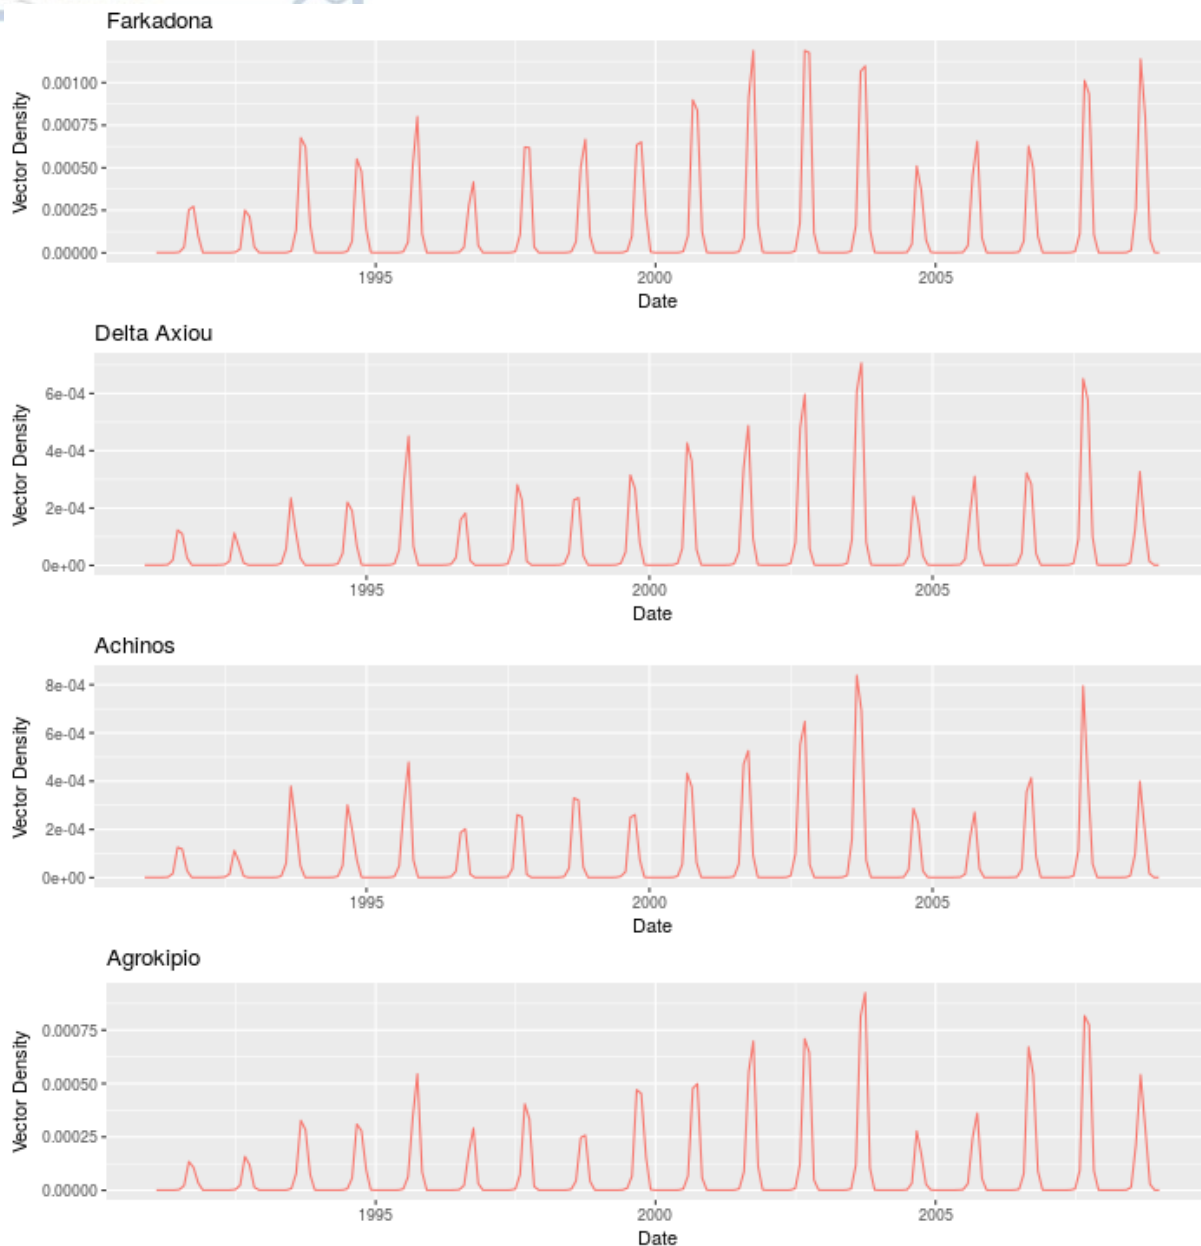 Farkadona
Vector Density
0.00100
0.00075
0.00050
0.00025
0.00000
1995 2000 2005
Date
Delta Axiou
Vector Density
6e-04
4e-04
2e-04
0e+00
1995 2000 2005
Date
Achinos
Vector Density
8e-04
6e-04
4e-04
2e-04
0e+00
1995 2000 2005
Date
Agrokipio
Vector Density
0.00075
0.00050
0.00025
0.00000
1995 2000 2005
Date